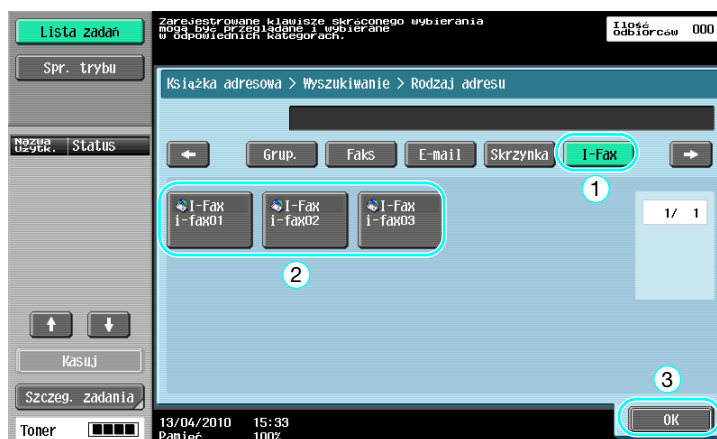 Lista zadań
Spr. trybu
Nazwa użytk.
Status
Kasuj
Szczeg. zadania
Toner
Zarejestrowane klawisze skróconego wybierania
mogą być przeglądane i wybierane
w odpowiednich kategorach.
Ilość odbiorców 000
Książka adresowa > Wyszukiwanie > Rodzaj adresu
Grup.
Faks
E-mail
Skrzynka
I-Fax
1
I-Fax
i-fax01
I-Fax
i-fax02
I-Fax
i-fax03
1/ 1
2
3
OK
13/04/2010 15:33
Pamięć 100%